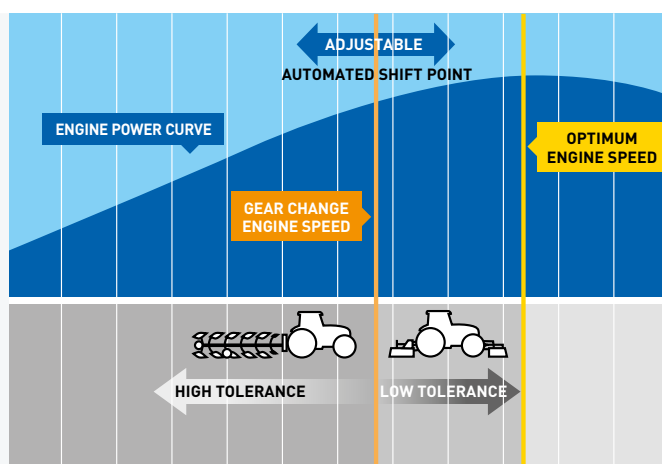 ADJUSTABLE
AUTOMATED SHIFT POINT
ENGINE POWER CURVE
OPTIMUM
ENGINE SPEED
GEAR CHANGE
ENGINE SPEED
HIGH TOLERANCE
LOW TOLERANCE